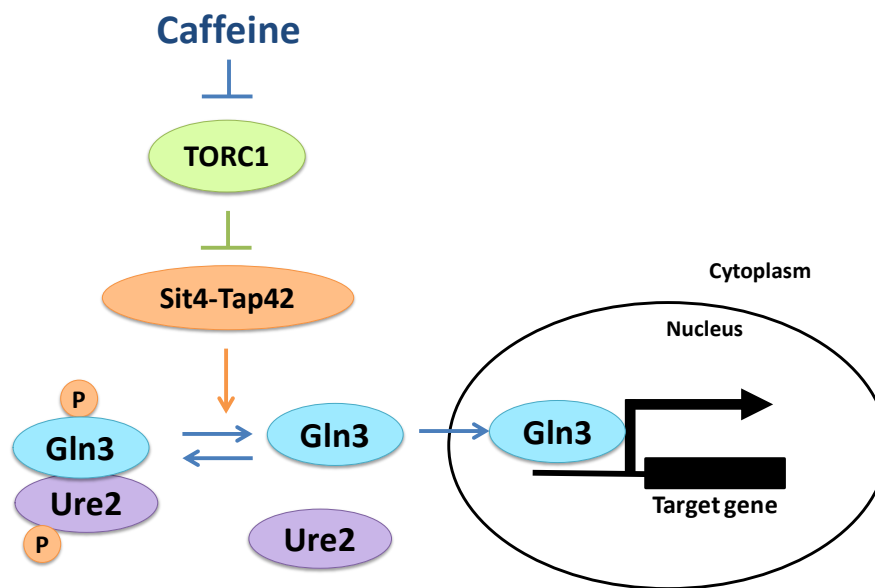 Caffeine
TORC1
Sit4-Tap42
Cytoplasm
Nucleus
P
Gln3
Ure2
P
Gln3
Ure2
Gln3
Target gene